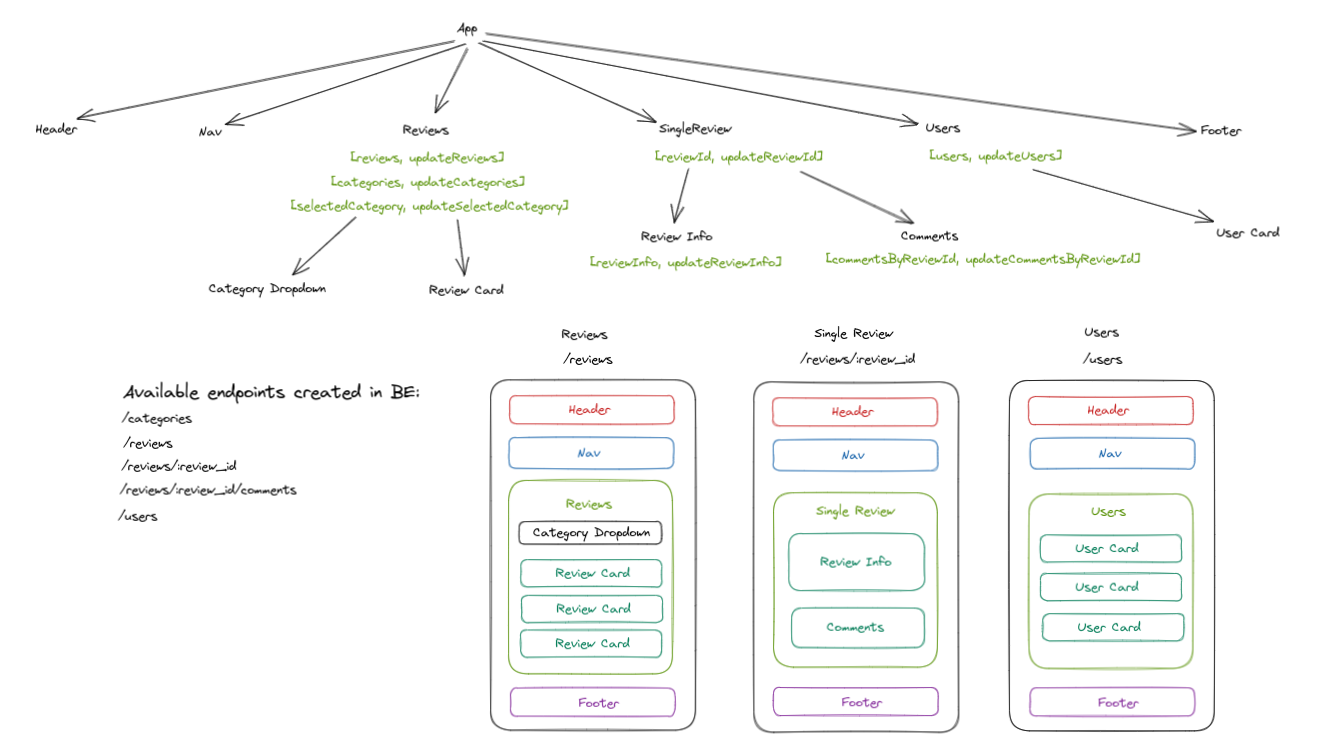 App
Header
Nav
Reviews
SingleReview
Users
Footer
[reviews, updateReviews]
[categories, updateCategories]
[selectedCategory, updateSelectedCategory]
[reviewId, updateReviewId]
[users, updateUsers]
Category Dropdown
Review Card
Review Info
[reviewInfo, updateReviewInfo]
Comments
[commentsByReviewId, updateCommentsByReviewId]
User Card
Available endpoints created in BE:
/categories
/reviews
/reviews/:review_id
/reviews/:review_id/comments
/users
Reviews
/reviews
Header
Nav
Reviews
Category Dropdown
Review Card
Review Card
Review Card
Footer
Single Review
/reviews/:review_id
Header
Nav
Single Review
Review Info
Comments
Footer
Users
/users
Header
Nav
Users
User Card
User Card
User Card
Footer